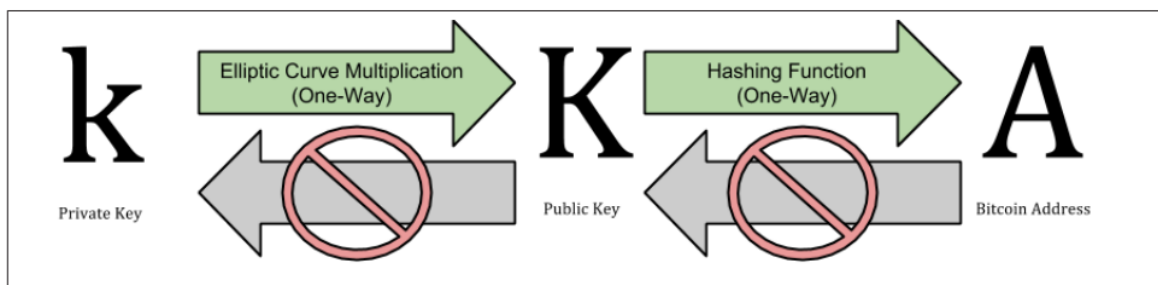 k
Elliptic Curve Multiplication
(One-Way)
K
Hashing Function
(One-Way)
A
Private Key
Public Key
Bitcoin Address